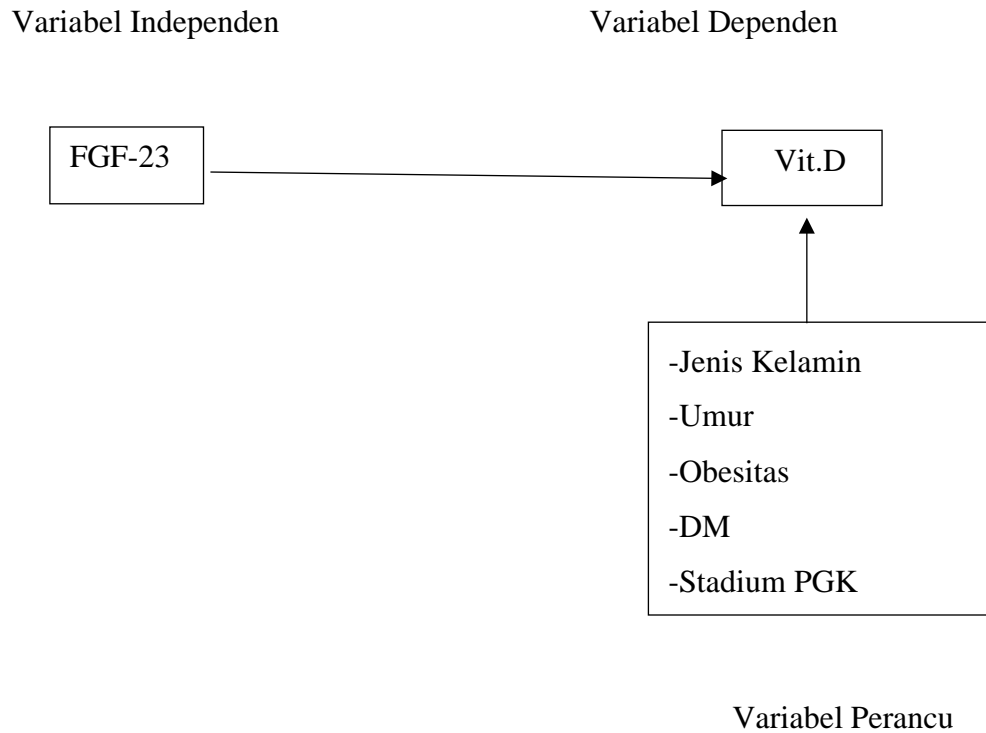 Variabel Independen
Variabel Dependen
FGF-23
Vit.D
-Jenis Kelamin
-Umur
-Obesitas
-DM
-Stadium PGK
Variabel Perancu